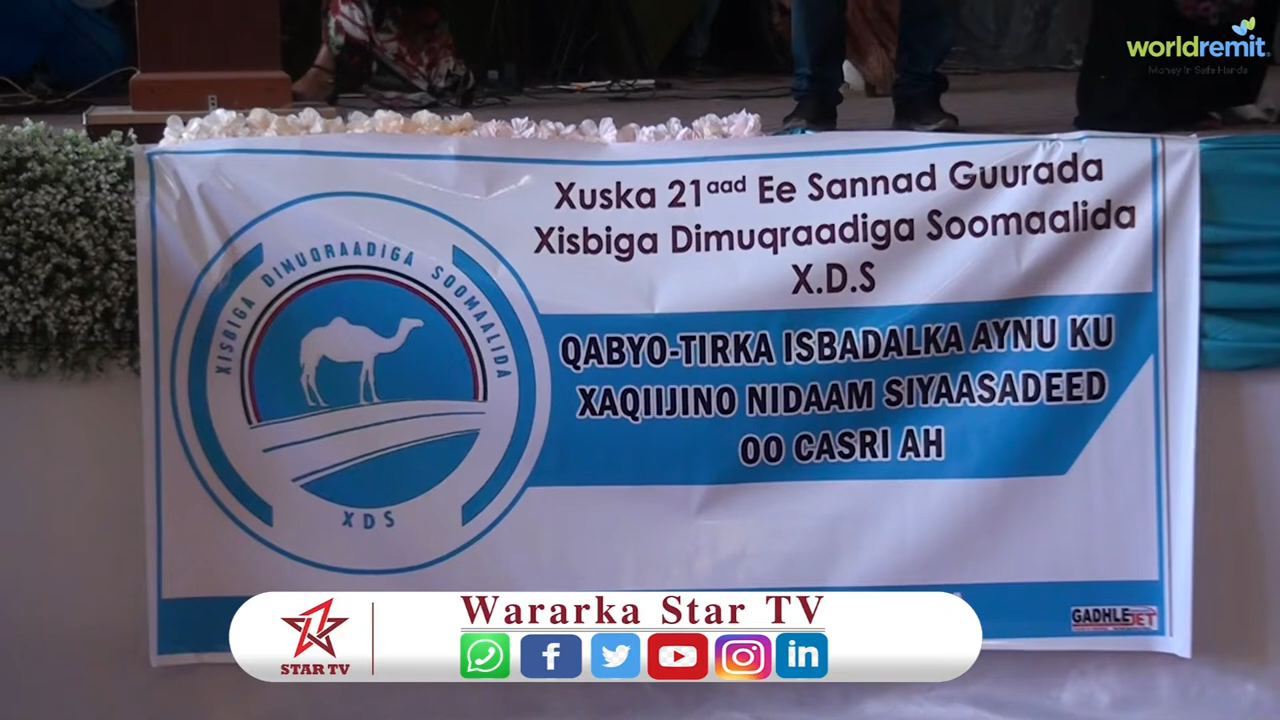 worldremit
Money in Safe Hands
Xuska 21aad Ee Sannad Guurada
Xisbiga Dimuqraadiga Soomaalida
X.D.S
XISBIGA DIMUQRAADIGA SOOMAALIDA
XDS
QABYO-TIRKA ISBADALKA AYNU KU
XAQIIJINO NIDAAM SIYAASADEED
OO CASRI AH
GADHLE JET
Wararka Star TV
STAR TV